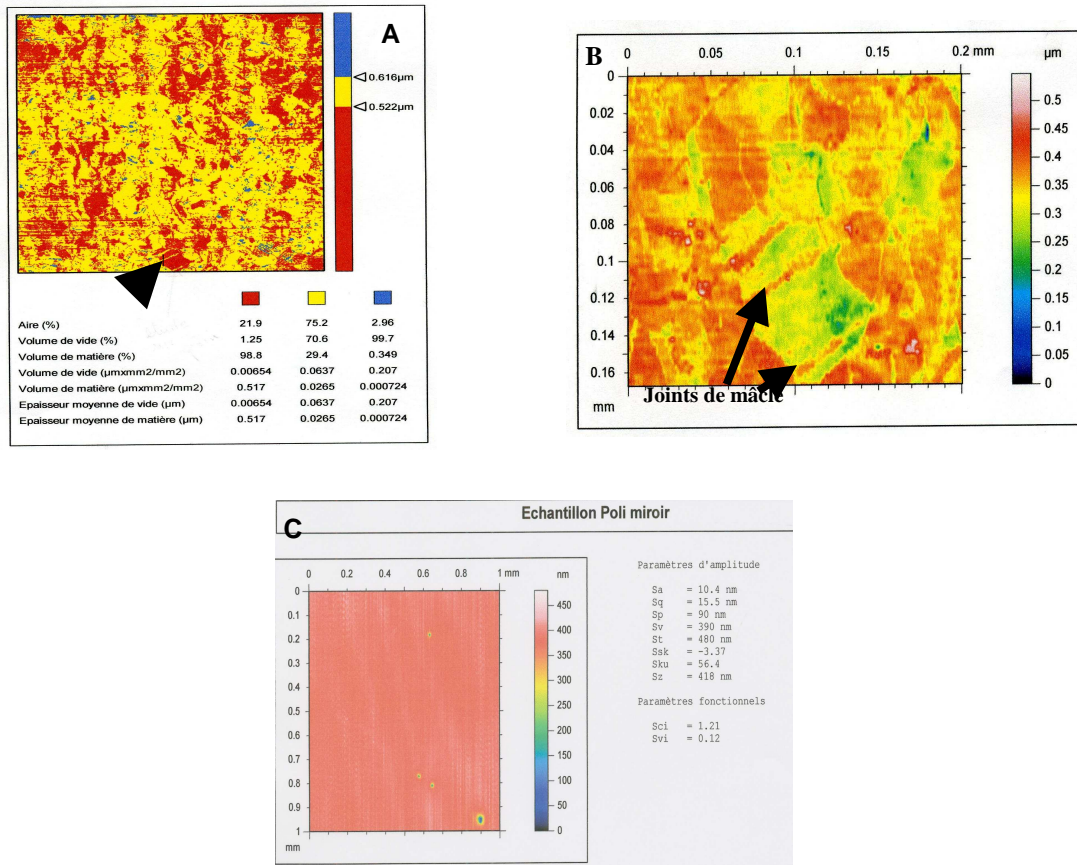 A
0.616µm
0.522µm
Aire (%) 21.9 75.2 2.96
Volume de vide (%) 1.25 70.6 99.7
Volume de matière (%) 98.8 29.4 0.349
Volume de vide (µmxmm2/mm2) 0.00654 0.0637 0.207
Volume de matière (µmxmm2/mm2) 0.517 0.0265 0.000724
Epaisseur moyenne de vide (µm) 0.00654 0.0637 0.207
Epaisseur moyenne de matière (µm) 0.517 0.0265 0.000724
B
0 0.05 0.1 0.15 0.2 mm
µm
0
0.02
0.04
0.06
0.08
0.1
0.12
0.14
0.16
mm
Joints de mâcle
0.5
0.45
0.4
0.35
0.3
0.25
0.2
0.15
0.1
0.05
0
Echantillon Poli miroir
C
0 0.2 0.4 0.6 0.8 1 mm
nm
0
0.1
0.2
0.3
0.4
0.5
0.6
0.7
0.8
0.9
1
mm
450
400
350
300
250
200
150
100
50
0
Paramètres d'amplitude
Sa = 10.4 nm
Sq = 15.5 nm
Sp = 90 nm
Sv = 390 nm
St = 480 nm
Ssk = -3.37
Sku = 56.4
Sz = 418 nm
Paramètres fonctionnels
Sci = 1.21
Svi = 0.12